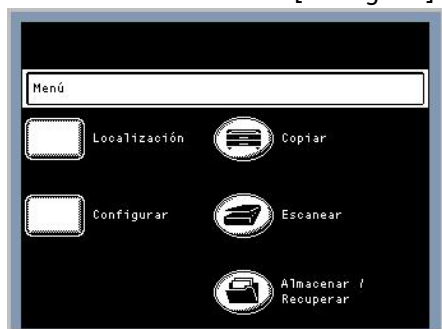 Menú
Localización
Copiar
Configurar
Escanear
Almacenar /
Recuperar